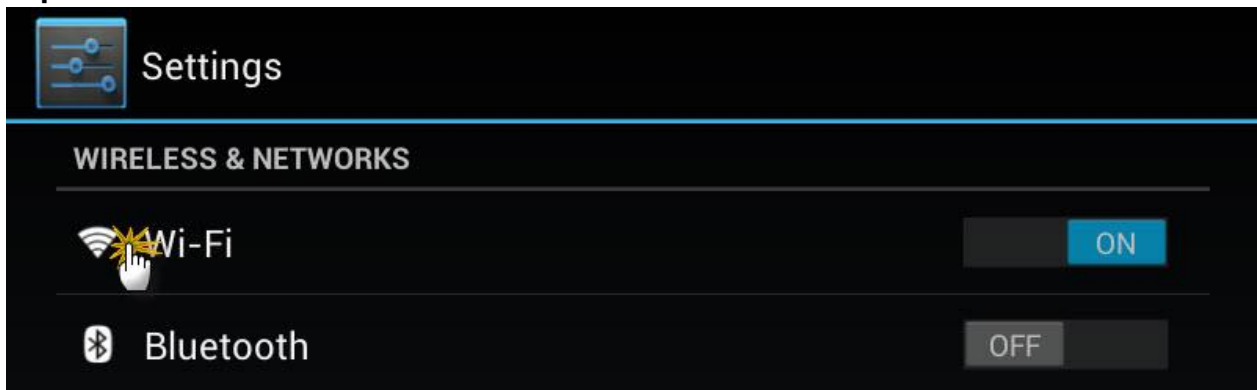 Settings
WIRELESS & NETWORKS
Wi-Fi
ON
Bluetooth
OFF